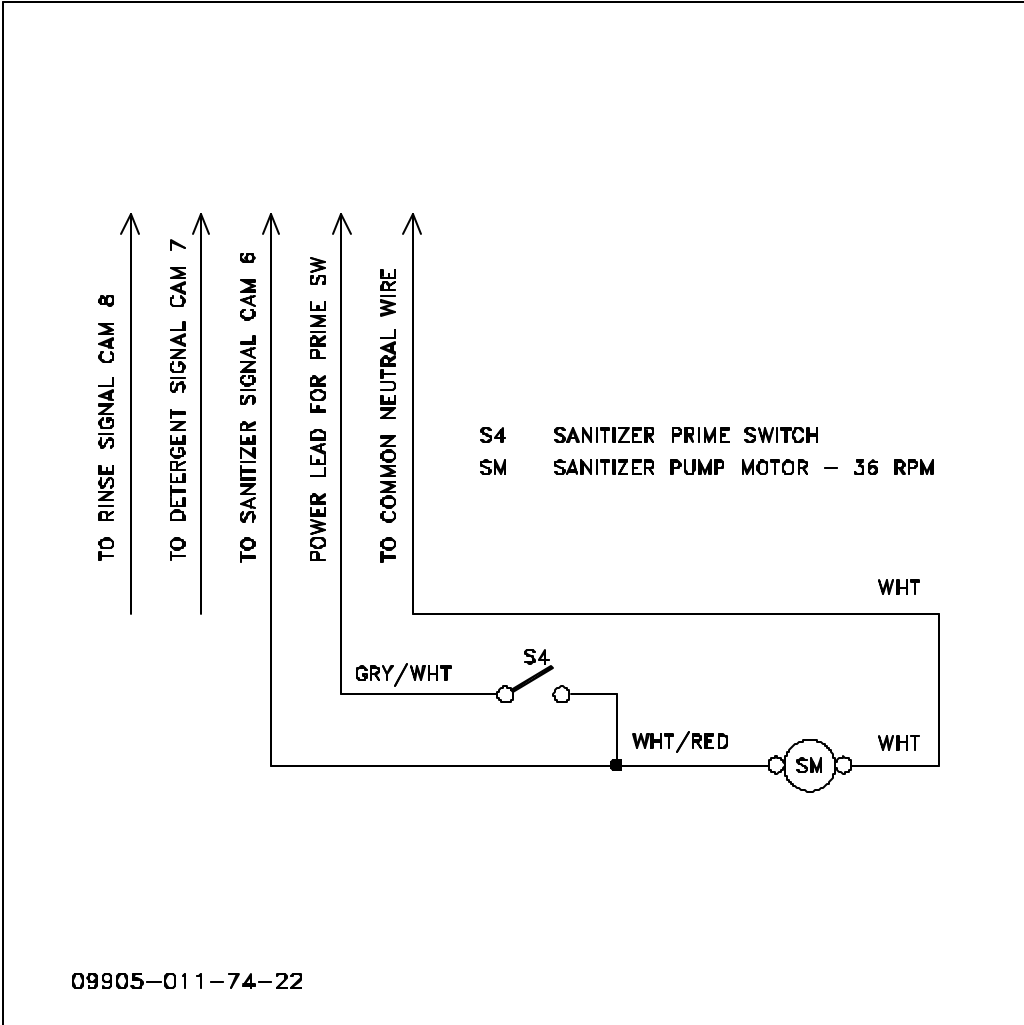 TO RINSE SIGNAL CAM 8
TO DETERGENT SIGNAL CAM 7
TO SANITIZER SIGNAL CAM 6
POWER LEAD FOR PRIME SW
TO COMMON NEUTRAL WIRE
S4 SANITIZER PRIME SWITCH
SM SANITIZER PUMP MOTOR - 36 RPM
WHT
S4
GRY/WHT
WHT/RED
WHT
SM
09905-011-74-22